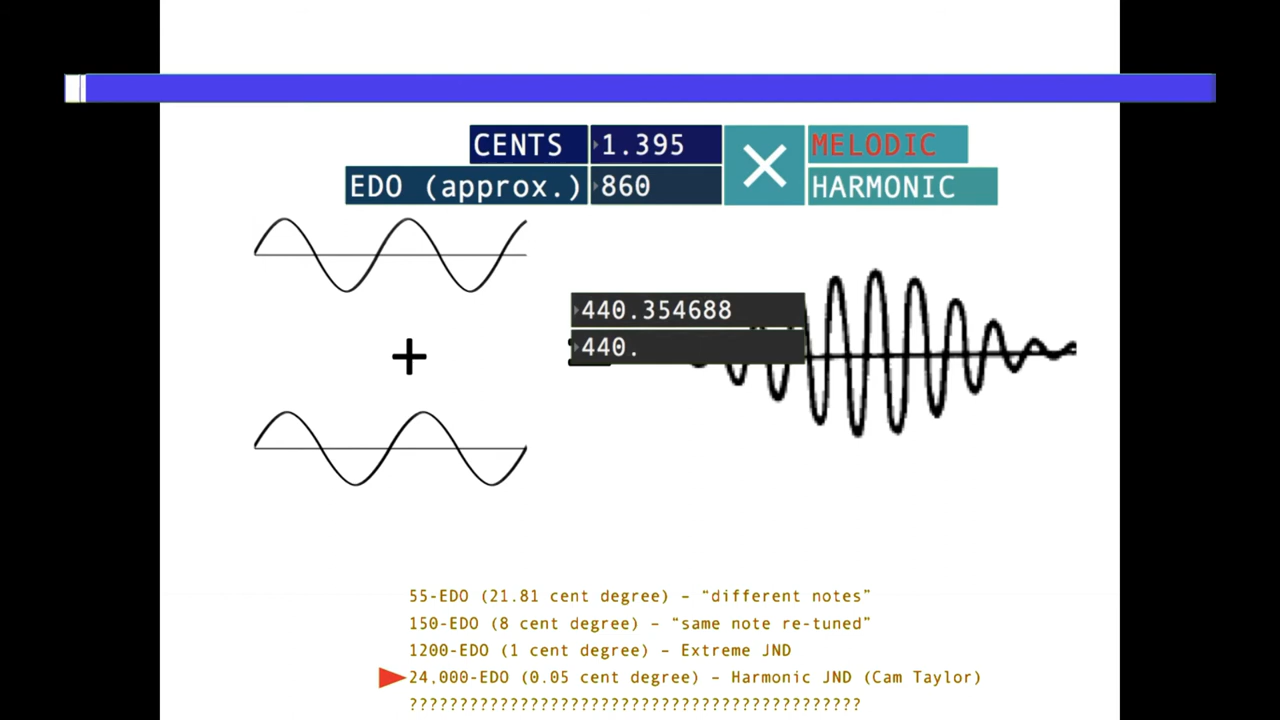 CENTS 1.395 MELODIC
EDO (approx.) 860 × HARMONIC
440.354688
+
440.
55-EDO (21.81 cent degree) – “different notes”
150-EDO (8 cent degree) – “same note re-tuned”
1200-EDO (1 cent degree) – Extreme JND
24,000-EDO (0.05 cent degree) – Harmonic JND (Cam Taylor)
????????????????????????????????????????????